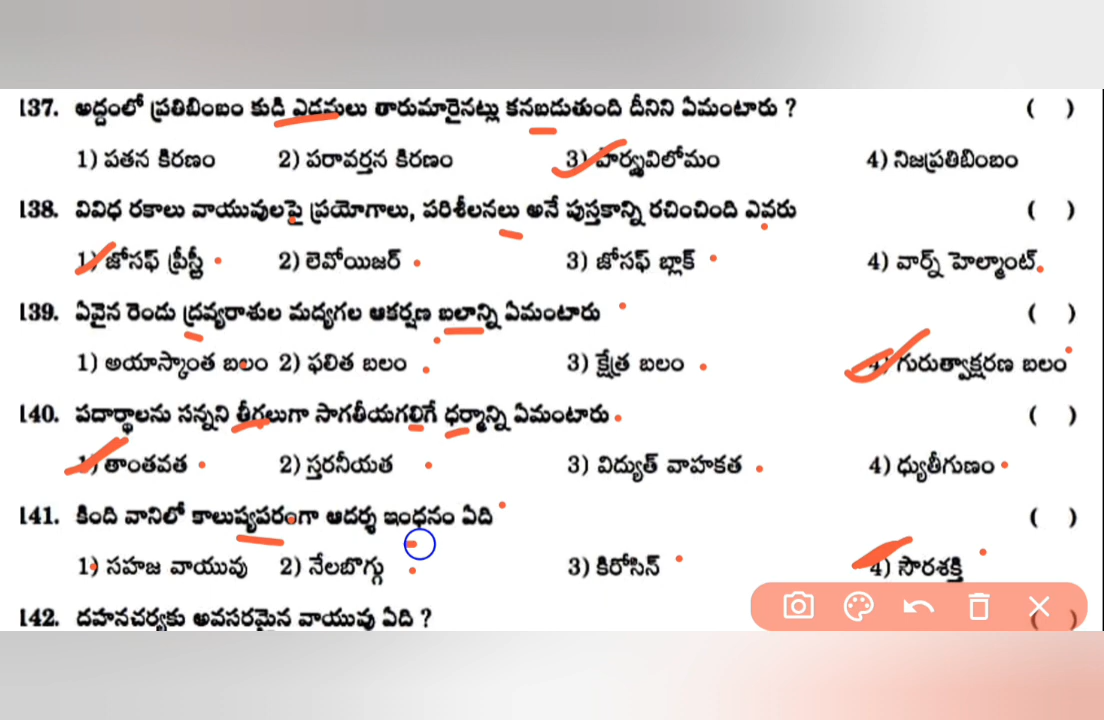 137. అద్దంలో ప్రతిబింబం కుడి ఎడమలు తారుమారైనట్లు కనబడుతుంది దీనిని ఏమంటారు ? ( )
1) పతన కిరణం 2) పరావర్తన కిరణం 3) పార్శ్వవిలోమం 4) నిజప్రతిబింబం
138. వివిధ రకాలు వాయువులపై ప్రయోగాలు, పరిశీలనలు అనే పుస్తకాన్ని రచించింది ఎవరు ( )
1) జోసఫ్ ప్రీస్ట్లీ 2) లెవోయిజర్ 3) జోసఫ్ బ్లాక్ 4) వార్న్ హెల్మాంట్.
139. ఏవైన రెండు ద్రవ్యరాశుల మద్యగల ఆకర్షణ బలాన్ని ఏమంటారు ( )
1) అయాస్కాంత బలం 2) ఫలిత బలం 3) క్షేత్ర బలం 4) గురుత్వాక్షరణ బలం
140. పదార్థాలను సన్నని తీగలుగా సాగతీయగలిగే ధర్మాన్ని ఏమంటారు ( )
1) తాంతవత 2) స్తరనీయత 3) విద్యుత్ వాహకత 4) ధ్యుతీగుణం
141. కింది వానిలో కాలుష్యపరంగా ఆదర్శ ఇంధనం ఏది ( )
1) సహజ వాయువు 2) నేలబొగ్గు 3) కిరోసిన్ 4) సౌరశక్తి
142. దహనచర్యకు అవసరమైన వాయువు ఏది ? ( )